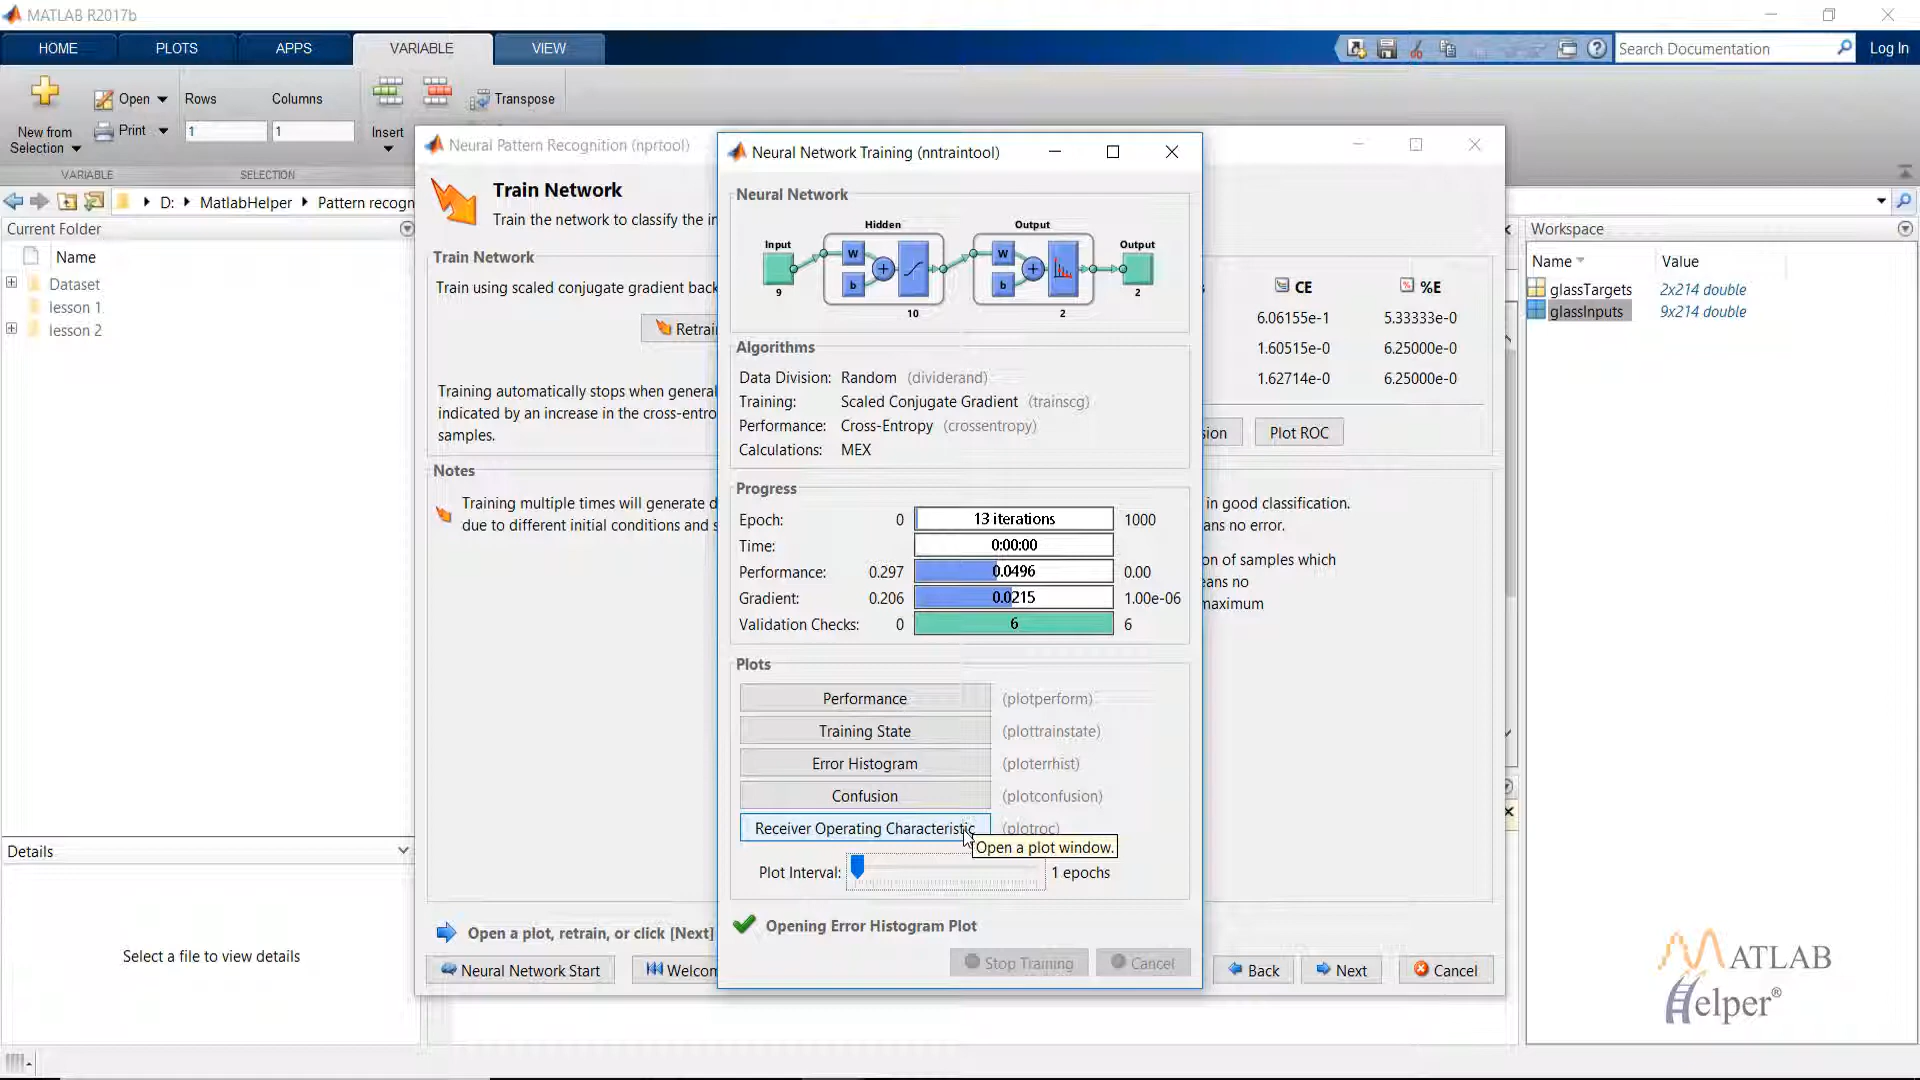 MATLAB R2017b
HOME
PLOTS
APPS
VARIABLE
VIEW
Search Documentation
Log In
New from
Selection
Open
Print
Rows
Columns
1
1
Insert
Transpose
VARIABLE
SELECTION
D:
MatlabHelper
Pattern recogn
Current Folder
Name
Dataset
lesson 1
lesson 2
Details
Select a file to view details
Neural Pattern Recognition (nprtool)
Train Network
Train the network to classify the in
Train Network
Train using scaled conjugate gradient back
Retrai
Training automatically stops when general
indicated by an increase in the cross-entro
samples.
Notes
Training multiple times will generate d
due to different initial conditions and s
Open a plot, retrain, or click [Next]
Neural Network Start
Welcom
Neural Network Training (nntraintool)
Neural Network
Hidden
Output
Input
Output
W
b
W
b
9
10
2
2
Algorithms
Data Division: Random (dividerand)
Training: Scaled Conjugate Gradient (trainscg)
Performance: Cross-Entropy (crossentropy)
Calculations: MEX
Progress
Epoch: 0 13 iterations 1000
Time: 0:00:00
Performance: 0.297 0.0496 0.00
Gradient: 0.206 0.0215 1.00e-06
Validation Checks: 0 6 6
Plots
Performance (plotperform)
Training State (plottrainstate)
Error Histogram (ploterrhist)
Confusion (plotconfusion)
Receiver Operating Characteristic (plotroc)
Open a plot window.
Plot Interval: 1 epochs
Opening Error Histogram Plot
Stop Training
Cancel
CE %E
6.06155e-1 5.33333e-0
1.60515e-0 6.25000e-0
1.62714e-0 6.25000e-0
sion
Plot ROC
in good classification.
ans no error.
on of samples which
eans no
maximum
Back
Next
Cancel
Workspace
Name Value
glassTargets 2x214 double
glassInputs 9x214 double
MATLAB
Helper®